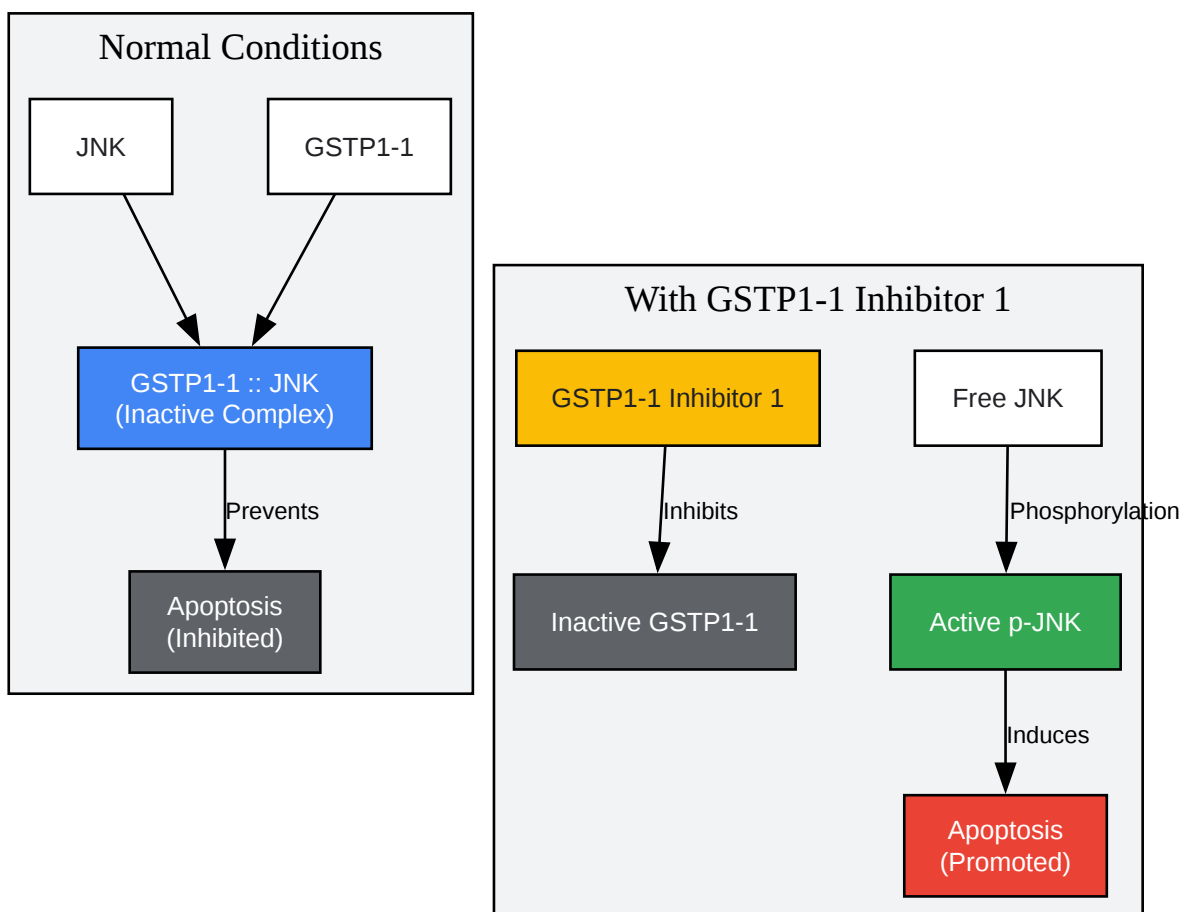 Normal Conditions
JNK
GSTP1-1
GSTP1-1 :: JNK
(Inactive Complex)
Prevents
Apoptosis
(Inhibited)
With GSTP1-1 Inhibitor 1
GSTP1-1 Inhibitor 1
Free JNK
Inhibits
Phosphorylation
Inactive GSTP1-1
Active p-JNK
Induces
Apoptosis
(Promoted)